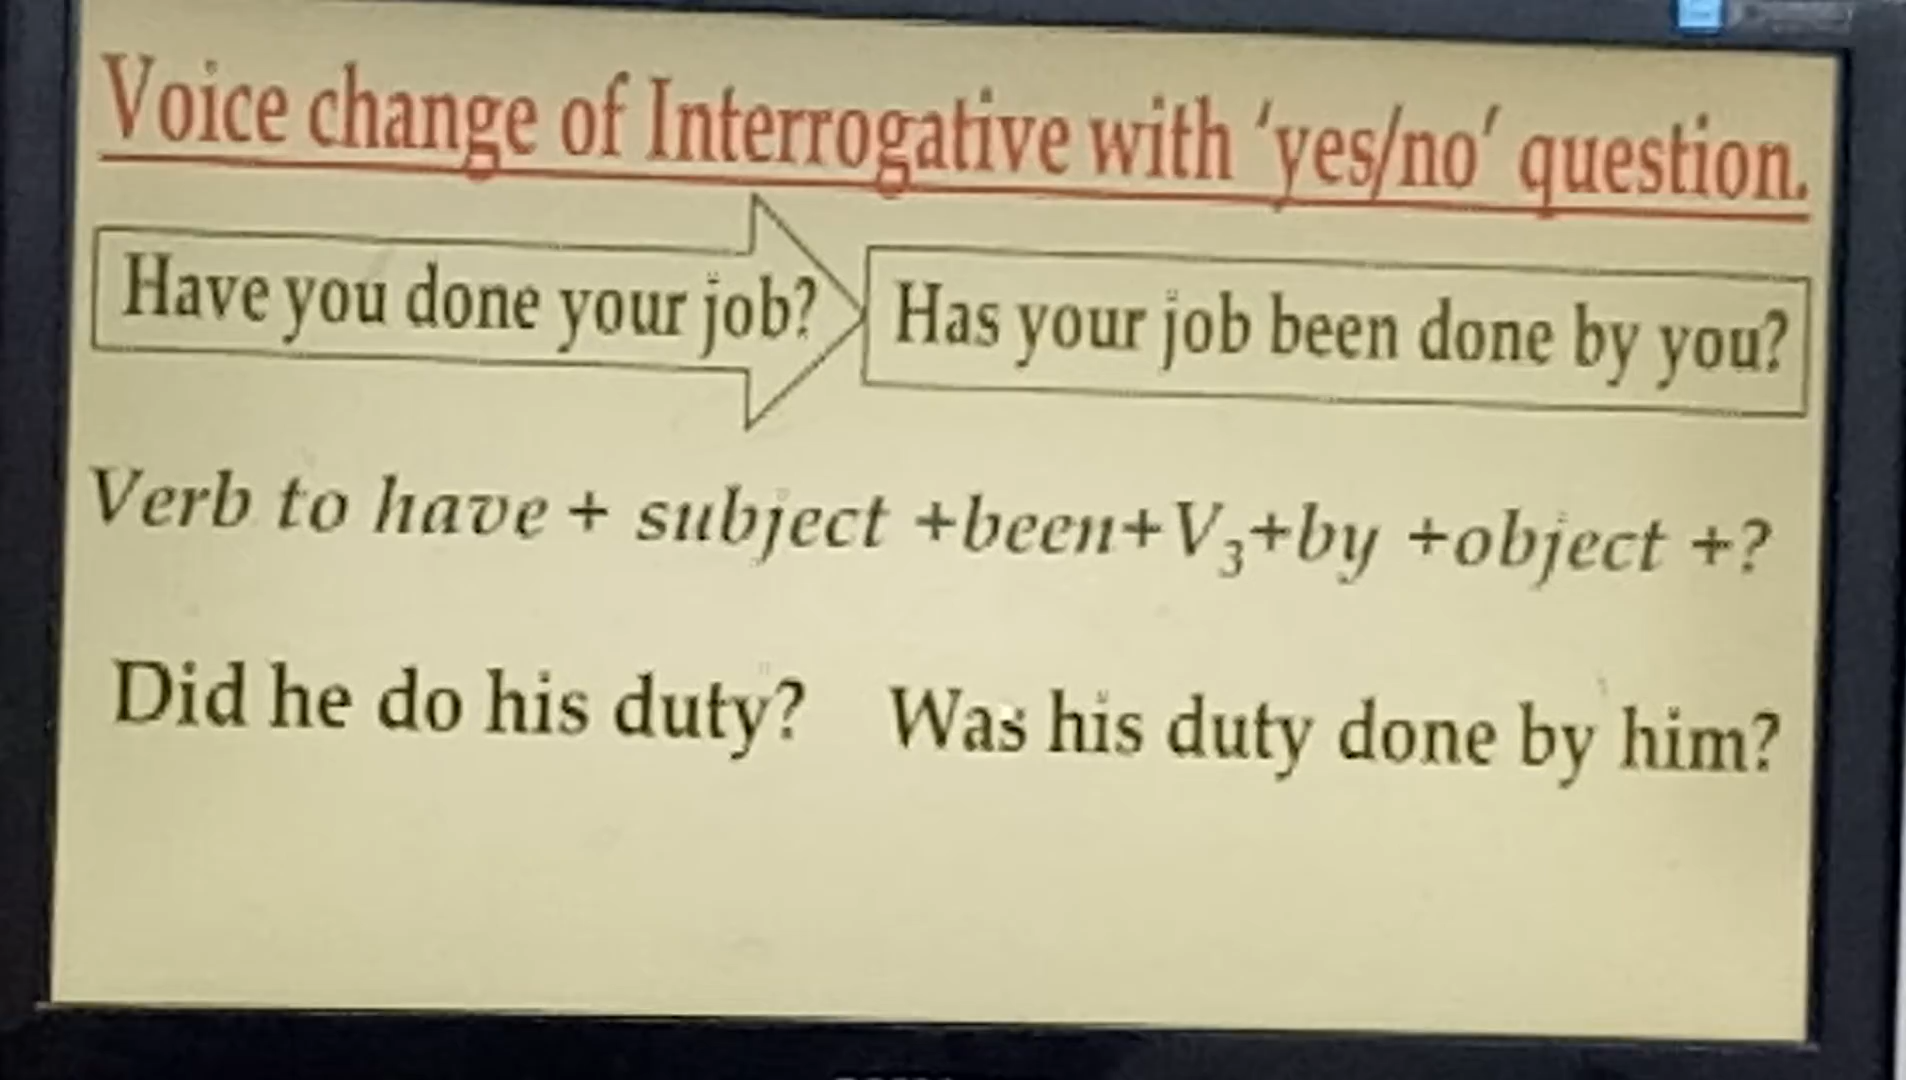 Voice change of Interrogative with ‘yes/no’ question.
Have you done your job? Has your job been done by you?
Verb to have + subject +been+V₃+by +object +?
Did he do his duty? Was his duty done by him?